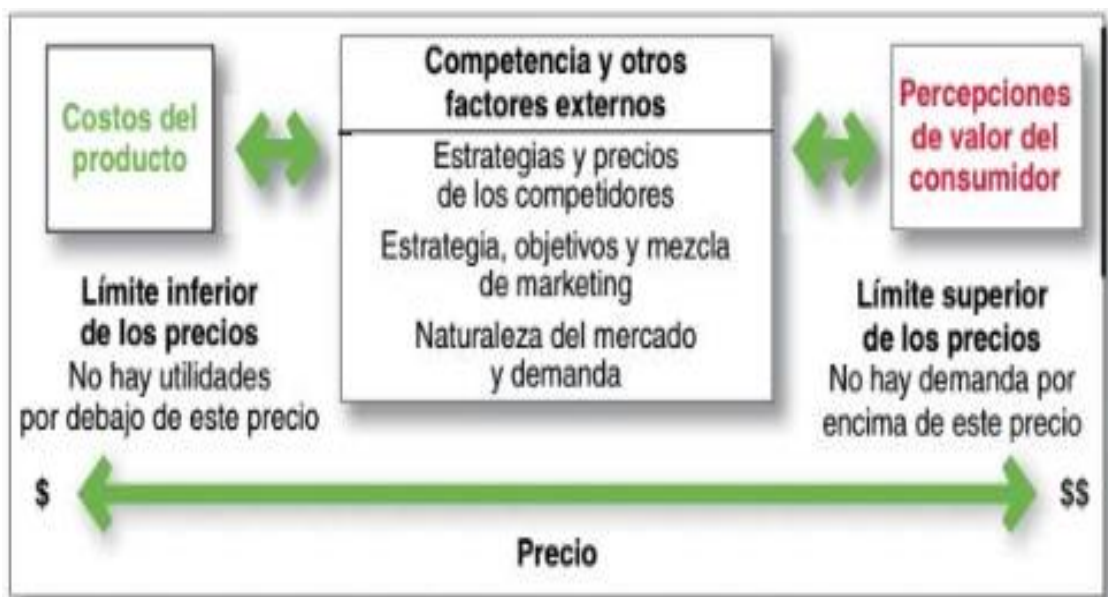 Costos del
producto
Límite inferior
de los precios
No hay utilidades
por debajo de este precio
Competencia y otros
factores externos
Estrategias y precios
de los competidores
Estrategia, objetivos y mezcla
de marketing
Naturaleza del mercado
y demanda
Percepciones
de valor del
consumidor
Límite superior
de los precios
No hay demanda por
encima de este precio
$
$$
Precio